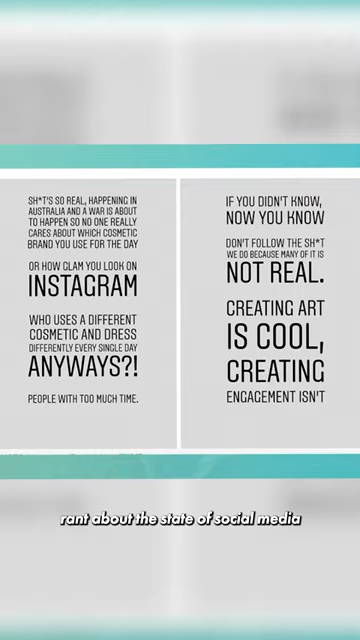 SH*T'S SO REAL, HAPPENING IN
AUSTRALIA AND A WAR IS ABOUT
TO HAPPEN SO NO ONE REALLY
CARES ABOUT WHICH COSMETIC
BRAND YOU USE FOR THE DAY
OR HOW GLAM YOU LOOK ON
INSTAGRAM
WHO USES A DIFFERENT
COSMETIC AND DRESS
DIFFERENTLY EVERY SINGLE DAY
ANYWAYS?!
PEOPLE WITH TOO MUCH TIME.
IF YOU DIDN'T KNOW,
NOW YOU KNOW
DON'T FOLLOW THE SH*T
WE DO BECAUSE MANY OF IT IS
NOT REAL.
CREATING ART
IS COOL,
CREATING
ENGAGEMENT ISN'T
rant about the state of social media